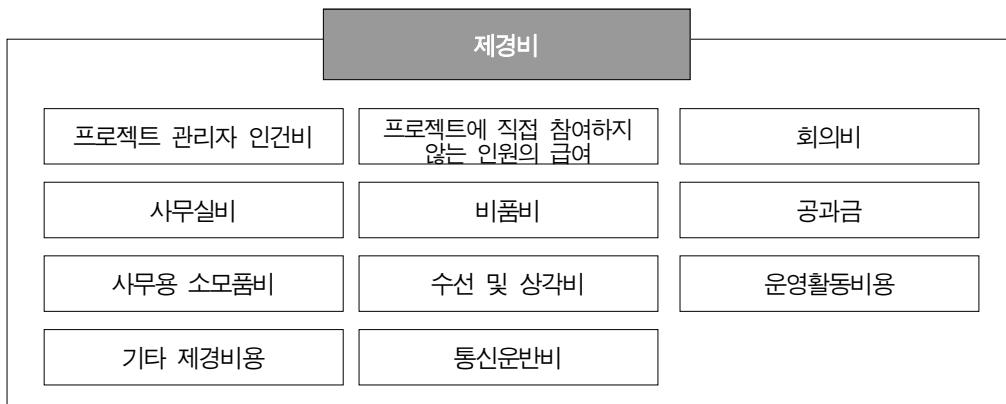 제경비
프로젝트 관리자 인건비
프로젝트에 직접 참여하지
않는 인원의 급여
회의비
사무실비
비품비
공과금
사무용 소모품비
수선 및 상각비
운영활동비용
기타 제경비용
통신운반비